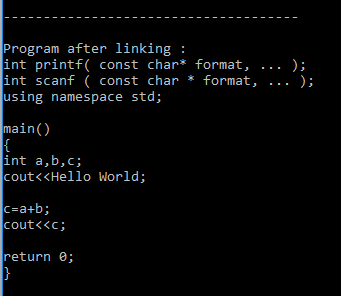 ------------------------------------
Program after linking :
int printf( const char* format, ... );
int scanf ( const char * format, ... );
using namespace std;
main()
{
int a,b,c;
cout<<Hello World;
c=a+b;
cout<<c;
return 0;
}